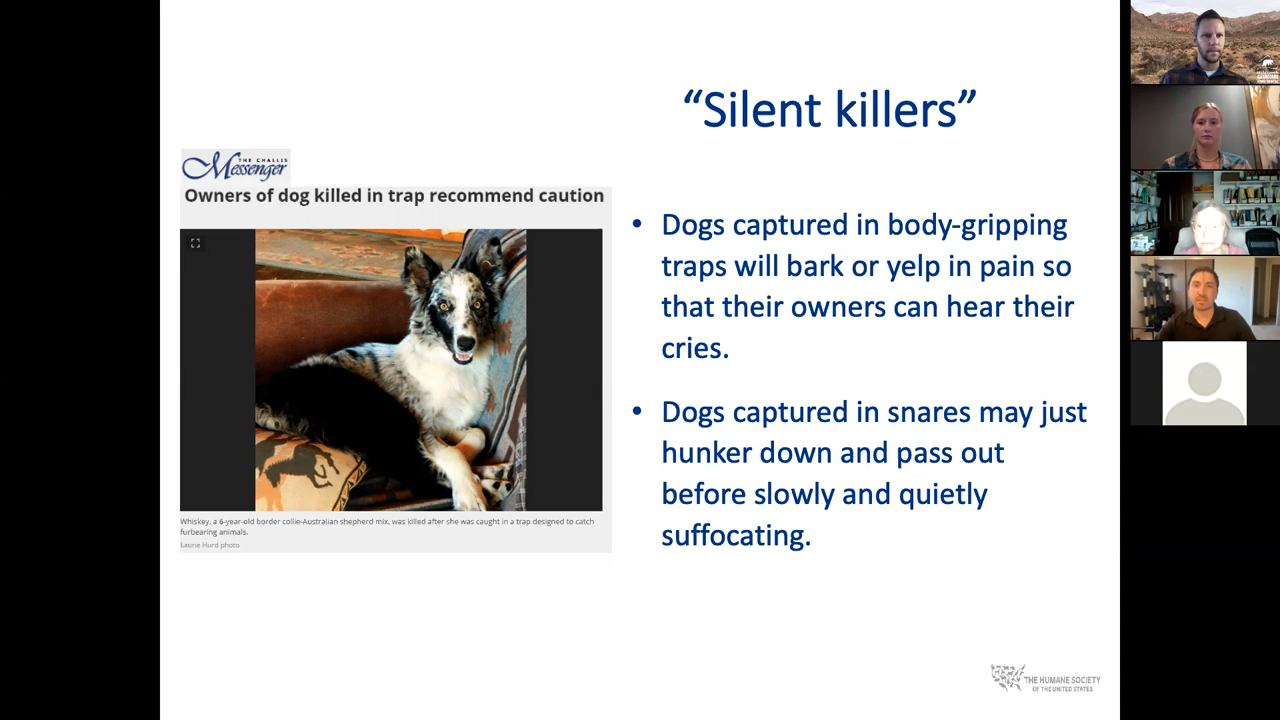 “Silent killers”
THE CHALLIS
Messenger
Owners of dog killed in trap recommend caution
Whiskey, a 6-year-old border collie-Australian shepherd mix, was killed after she was caught in a trap designed to catch
furbearing animals.
Laurie Hurd photo
• Dogs captured in body-gripping
traps will bark or yelp in pain so
that their owners can hear their
cries.
• Dogs captured in snares may just
hunker down and pass out
before slowly and quietly
suffocating.
THE HUMANE SOCIETY
OF THE UNITED STATES